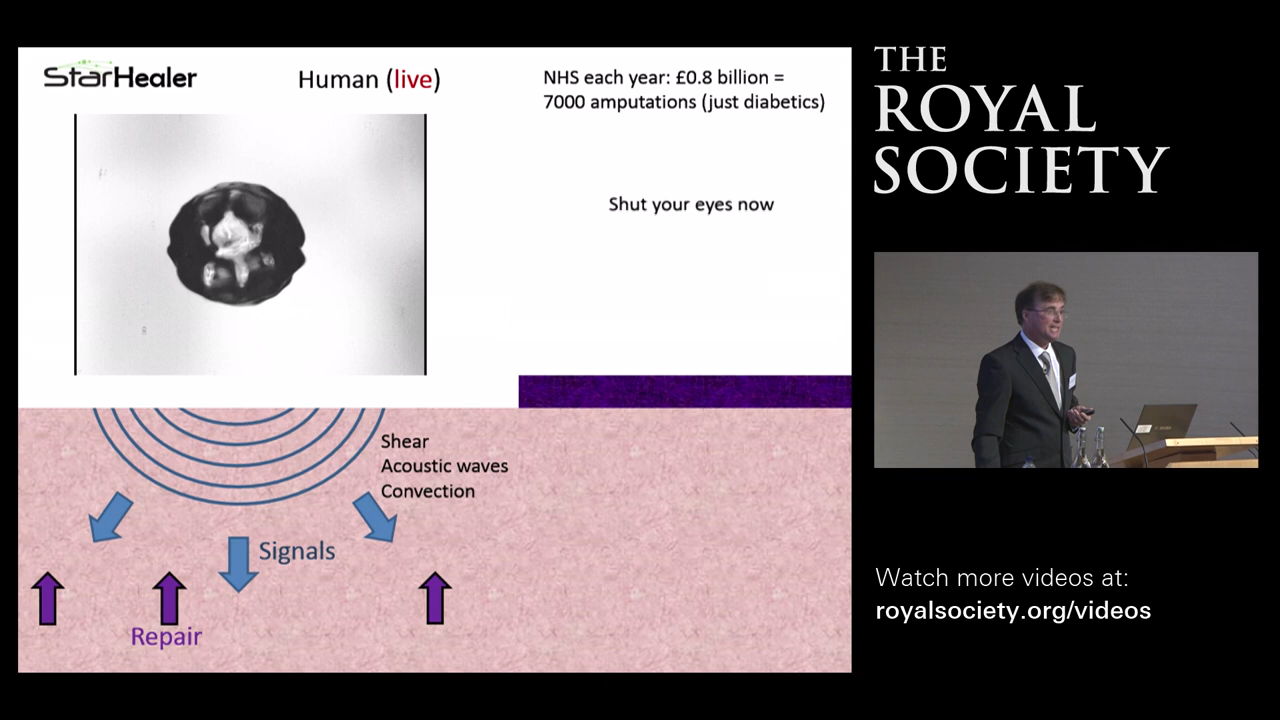 StarHealer
Human (live)
NHS each year: £0.8 billion =
7000 amputations (just diabetics)
Shut your eyes now
Shear
Acoustic waves
Convection
Signals
Repair
THE
ROYAL
SOCIETY
Watch more videos at:
royalsociety.org/videos